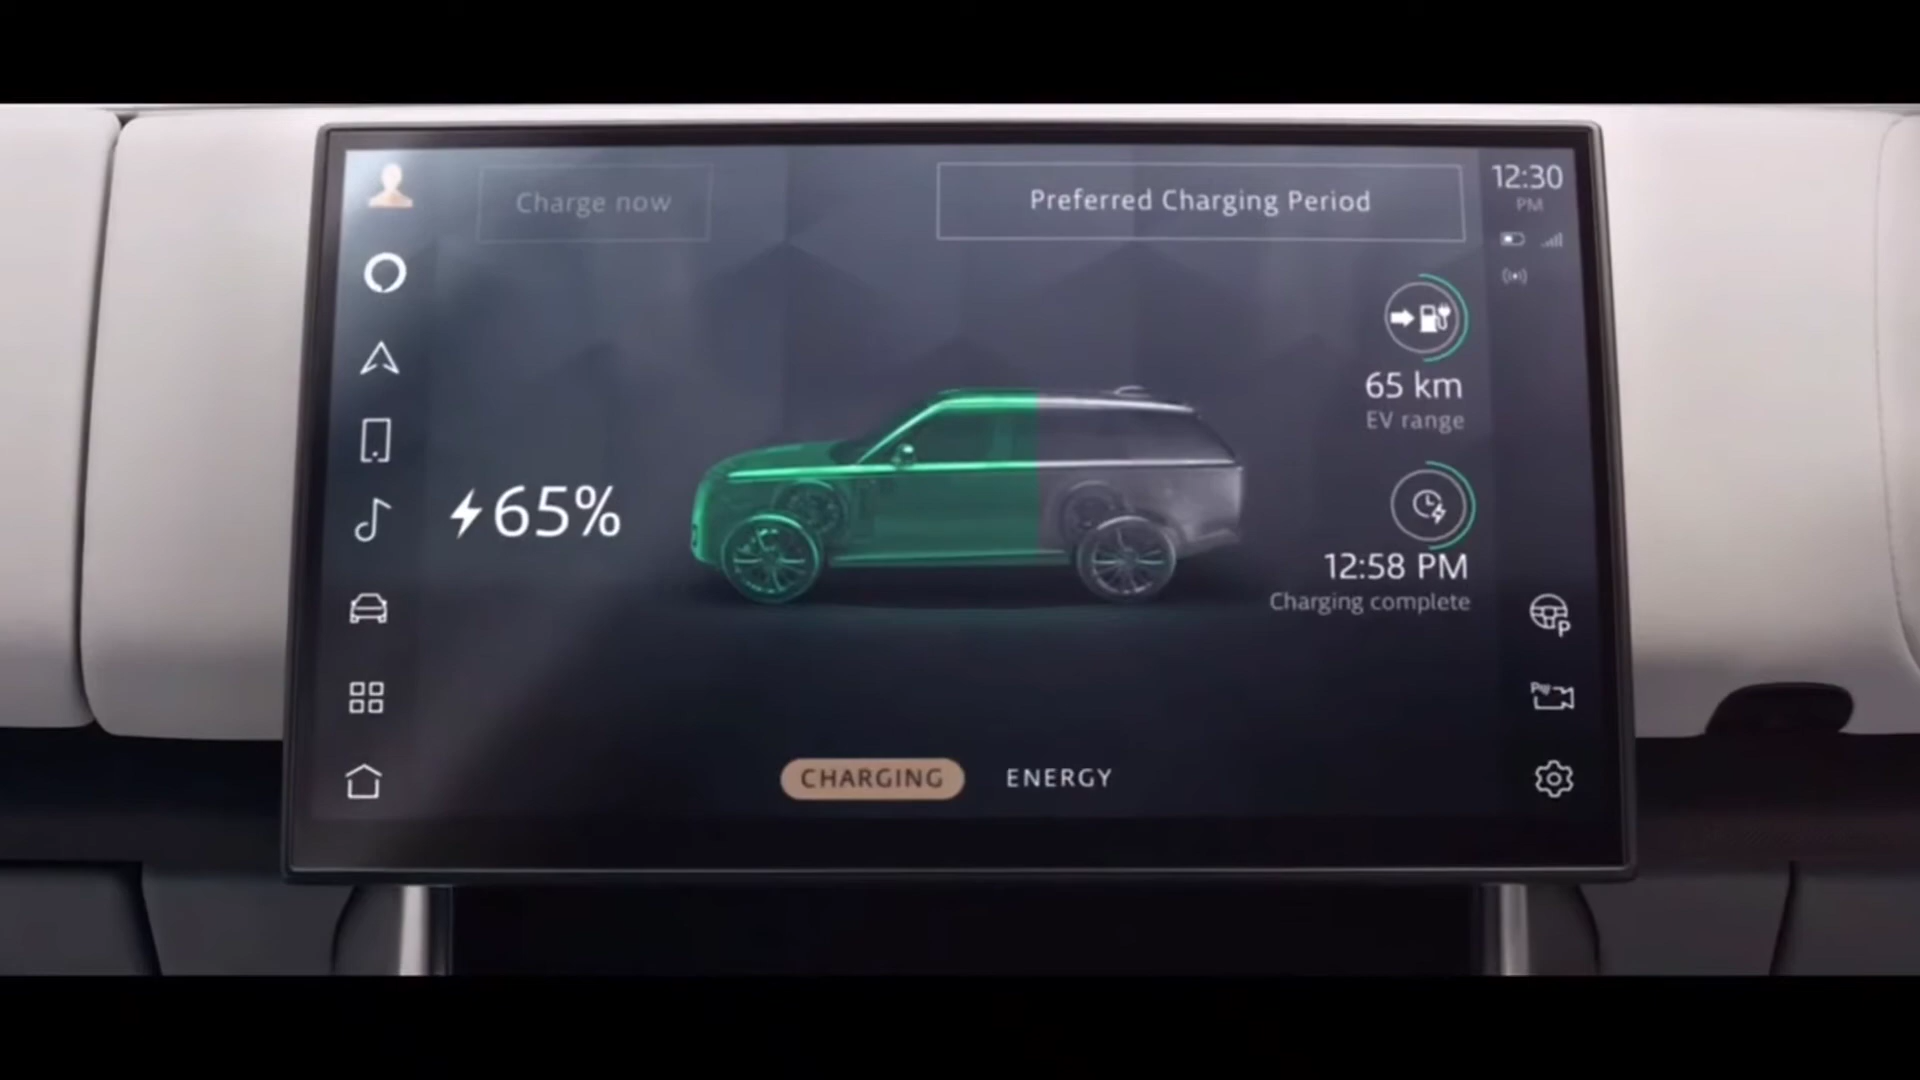 Charge now
Preferred Charging Period
12:30
PM
65 km
EV range
65%
12:58 PM
Charging complete
P
CHARGING
ENERGY